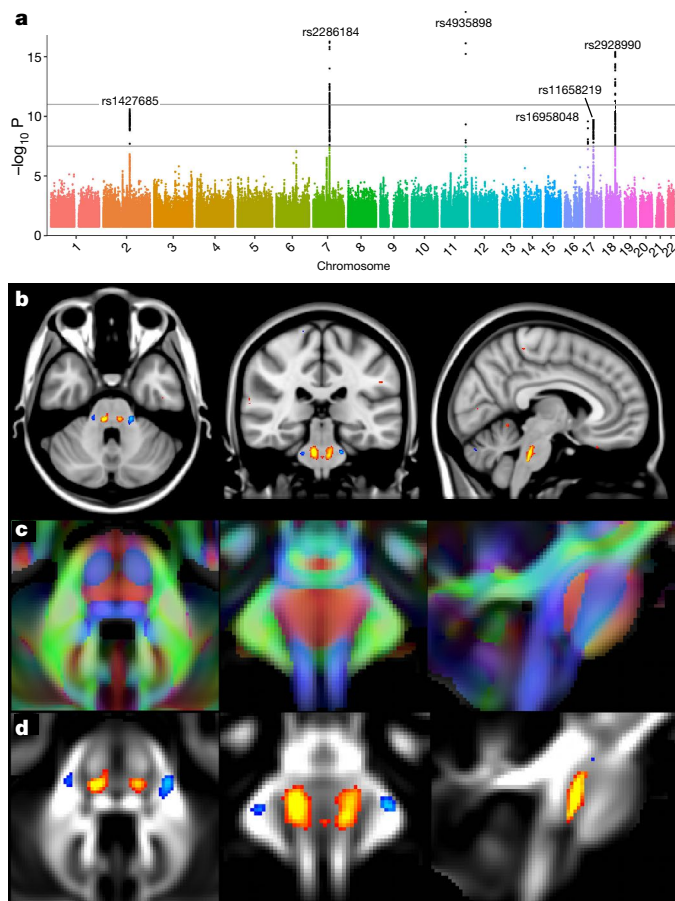 a
rs4935898
rs2286184
rs2928990
rs11658219
rs1427685
rs16958048
15
10
5
0
−log10 P
1 2 3 4 5 6 7 8 9 10 11 12 13 14 15 16 17 18 19 20 21 22
Chromosome
b
c
d